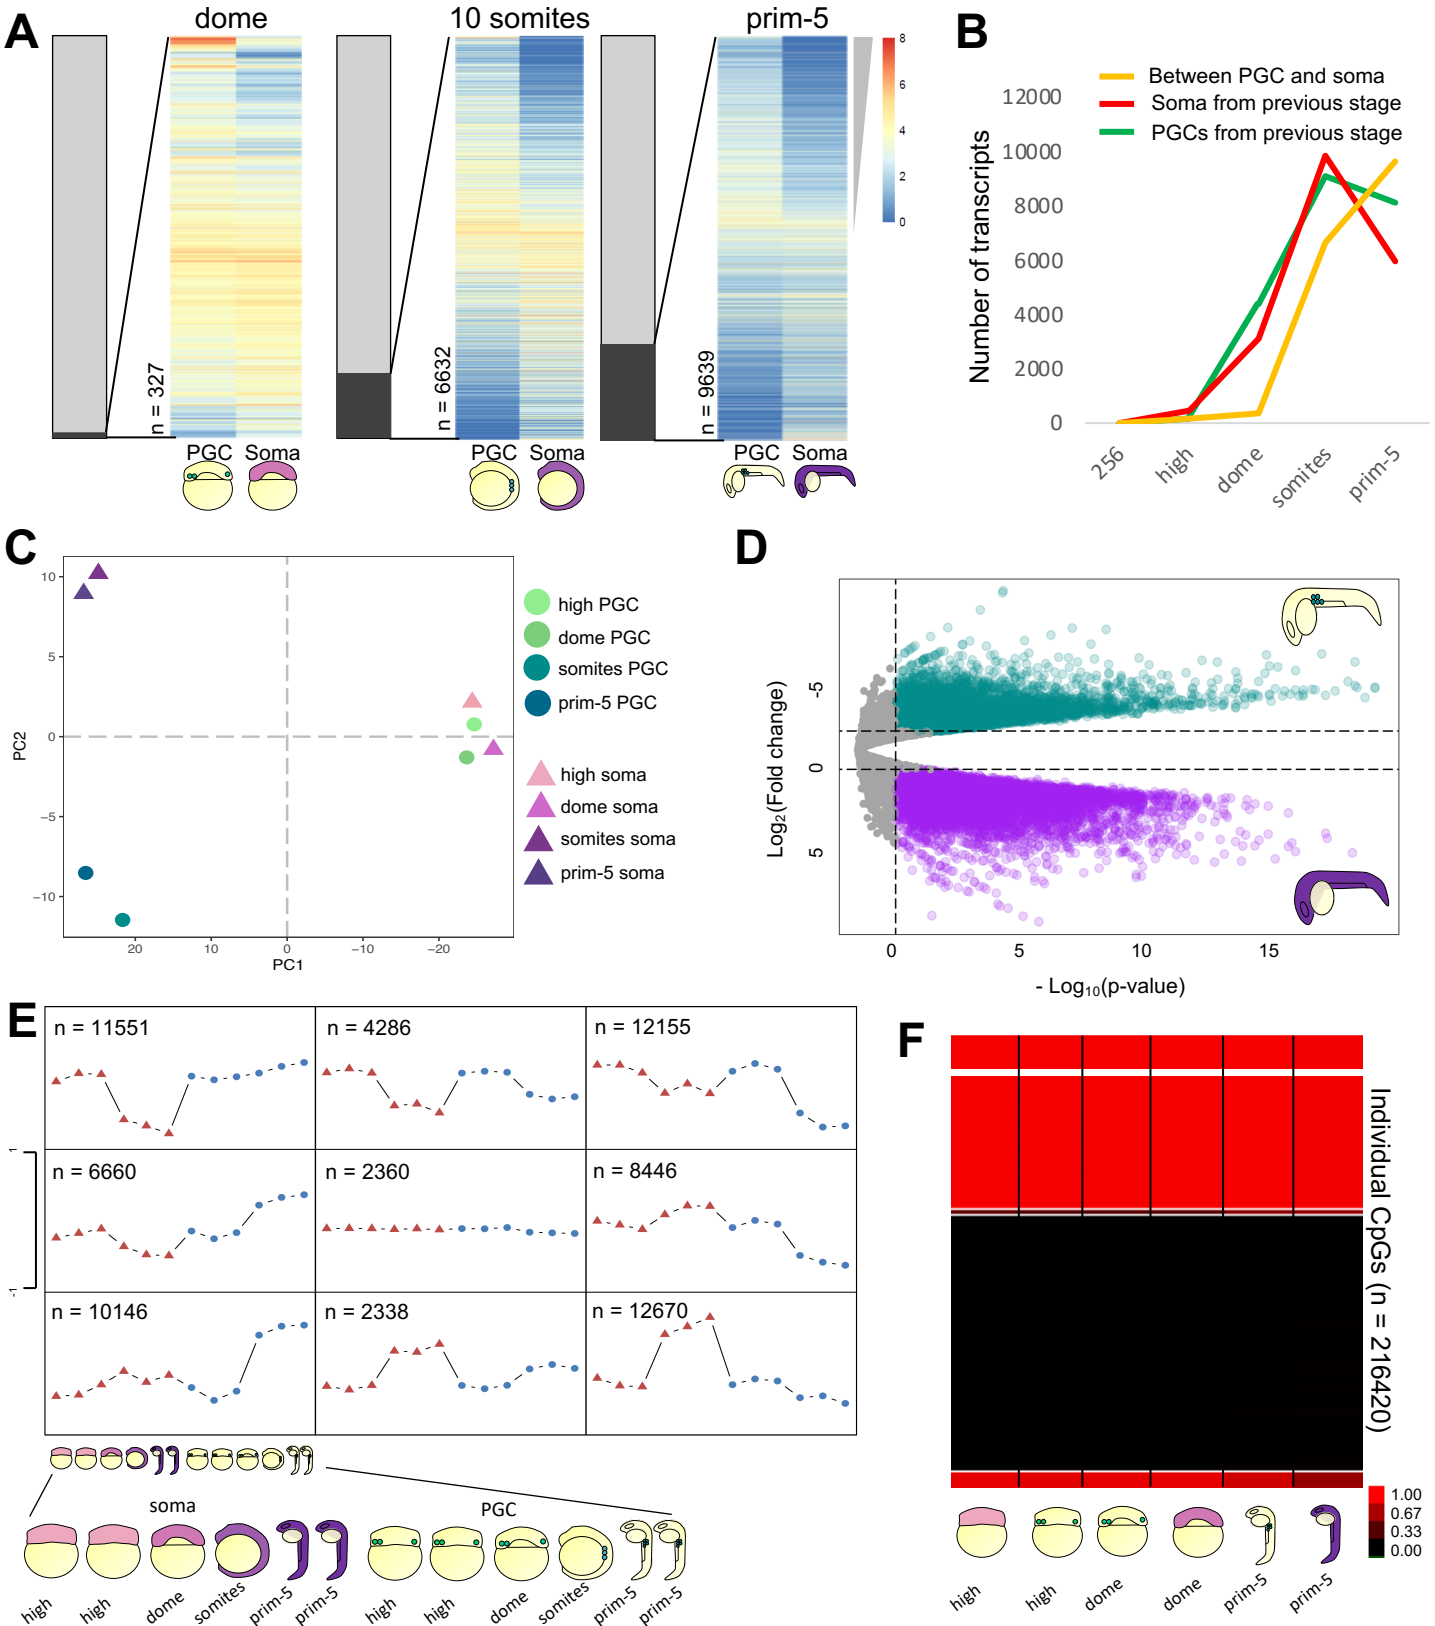 A
dome
10 somites
prim-5
n = 327
n = 6632
n = 9639
8
6
4
2
0
PGC Soma
PGC Soma
PGC Soma
B
Between PGC and soma
Soma from previous stage
PGCs from previous stage
Number of transcripts
12000
10000
8000
6000
4000
2000
0
256
high
dome
somites
prim-5
C
PC2
10
5
0
−5
−10
20
10
0
−10
−20
PC1
high PGC
dome PGC
somites PGC
prim-5 PGC
high soma
dome soma
somites soma
prim-5 soma
D
Log2(Fold change)
-5
0
5
0
5
10
15
- Log10(p-value)
E
n = 11551
n = 4286
n = 12155
n = 6660
n = 2360
n = 8446
n = 10146
n = 2338
n = 12670
1
-1
soma
PGC
high
high
dome
somites
prim-5
prim-5
high
high
dome
somites
prim-5
prim-5
F
Individual CpGs (n = 216420)
1.00
0.67
0.33
0.00
high
high
dome
dome
prim-5
prim-5